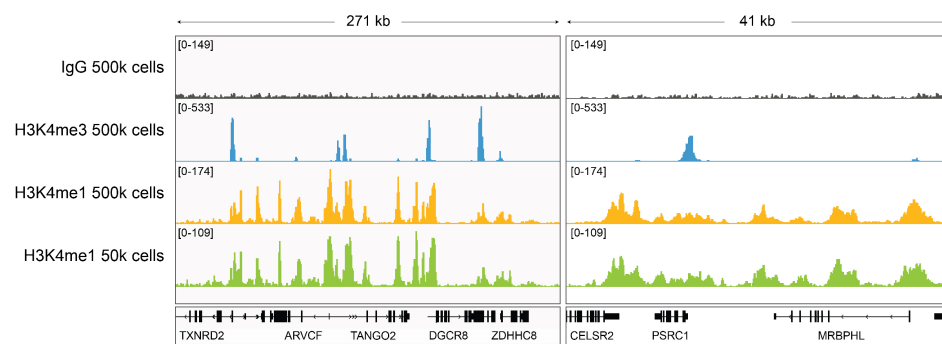 271 kb 41 kb
IgG 500k cells [0-149] [0-149]
H3K4me3 500k cells [0-533] [0-533]
H3K4me1 500k cells [0-174] [0-174]
H3K4me1 50k cells [0-109] [0-109]
TXNRD2 ARVCF TANGO2 DGCR8 ZDHHC8 CELSR2 PSRC1 MRBPHL